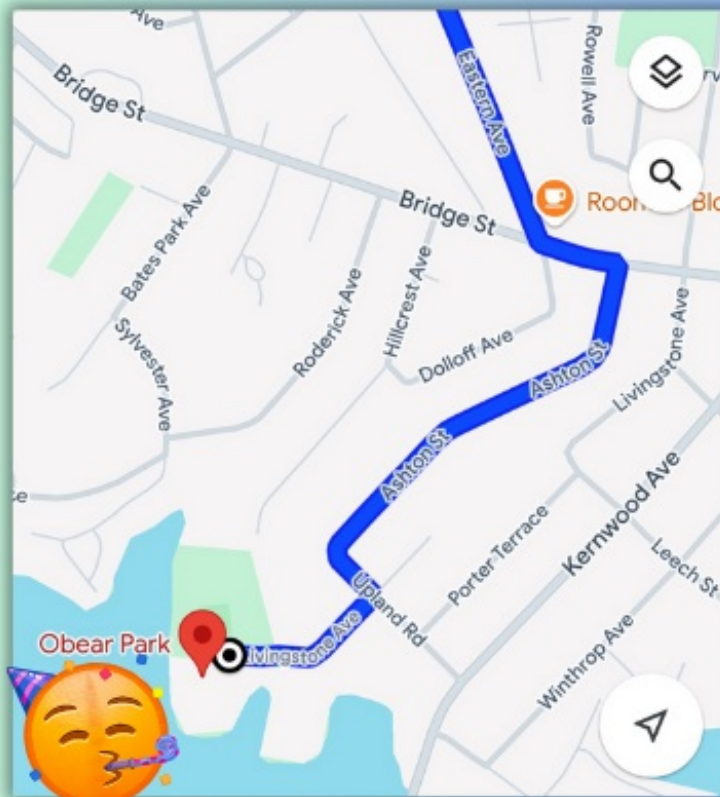 Ave
Rowell Ave
Bridge St
Eastern Ave
Bates Park Ave
Bridge St
Roderick Ave
Hillcrest Ave
Dolloff Ave
Ashton St
Livingstone Ave
Sylvester Ave
Ashton St
Kernwood Ave
Porter Terrace
Leech St
Upland Rd
Obear Park
ivingstone Ave
Winthrop Ave